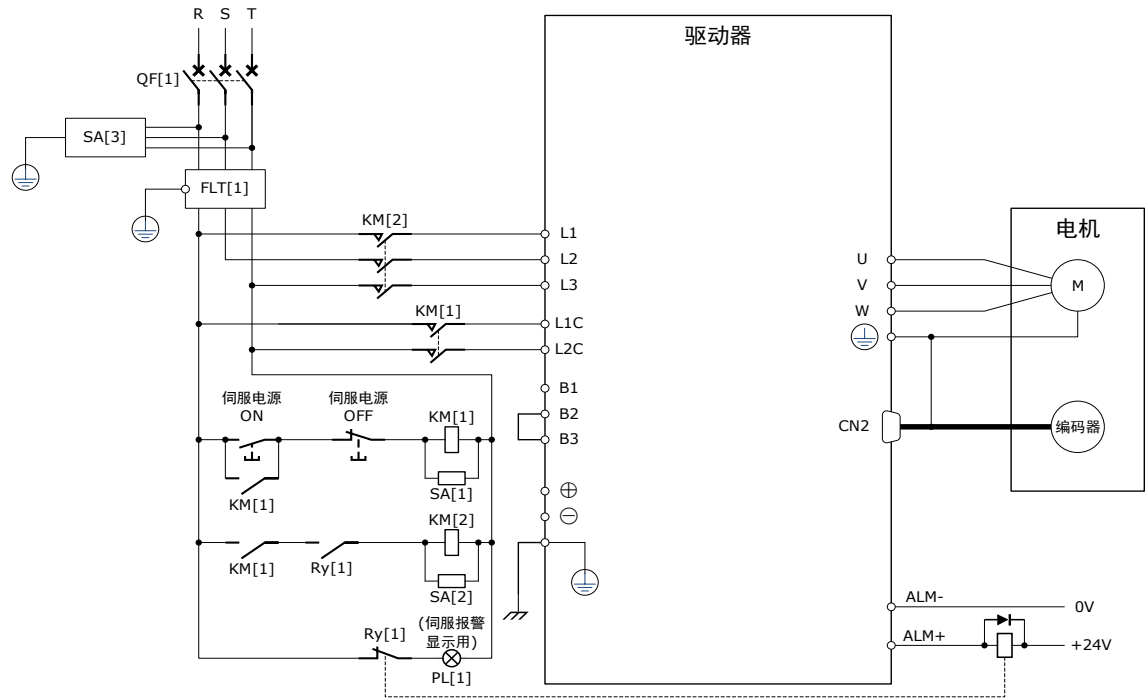 R S T
驱动器
QF[1]
SA[3]
FLT[1]
KM[2]
L1
L2
L3
KM[1]
L1C
L2C
B1
B2
B3
伺服电源
ON
伺服电源
OFF
KM[1]
SA[1]
KM[1]
KM[2]
SA[2]
KM[1]
Ry[1]
Ry[1]
(伺服报警
显示用)
PL[1]
电机
U
V
W
M
CN2
编码器
ALM-
0V
ALM+
+24V